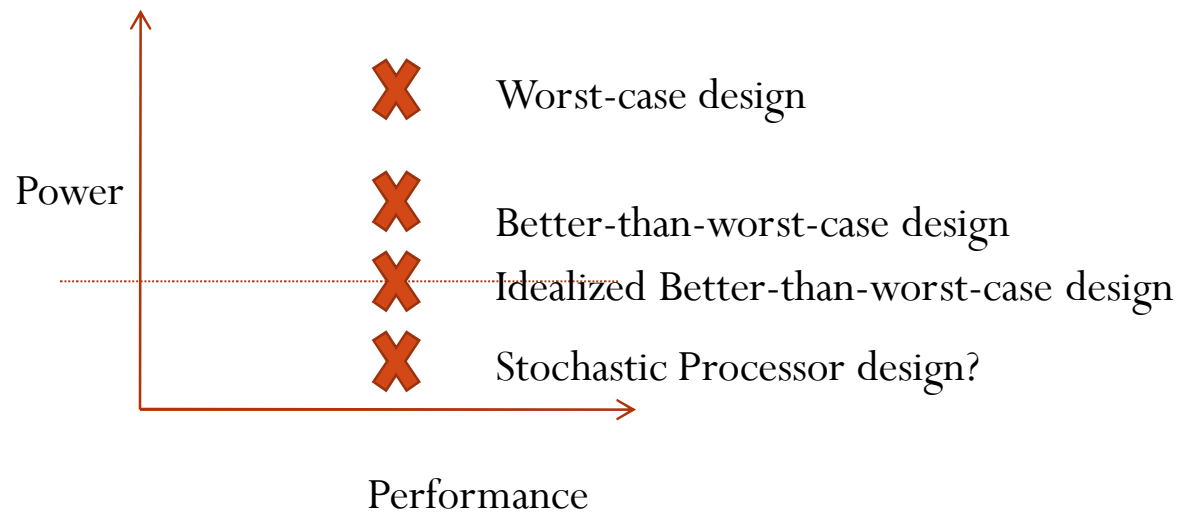 Worst-case design
Power
Better-than-worst-case design
Idealized Better-than-worst-case design
Stochastic Processor design?
Performance